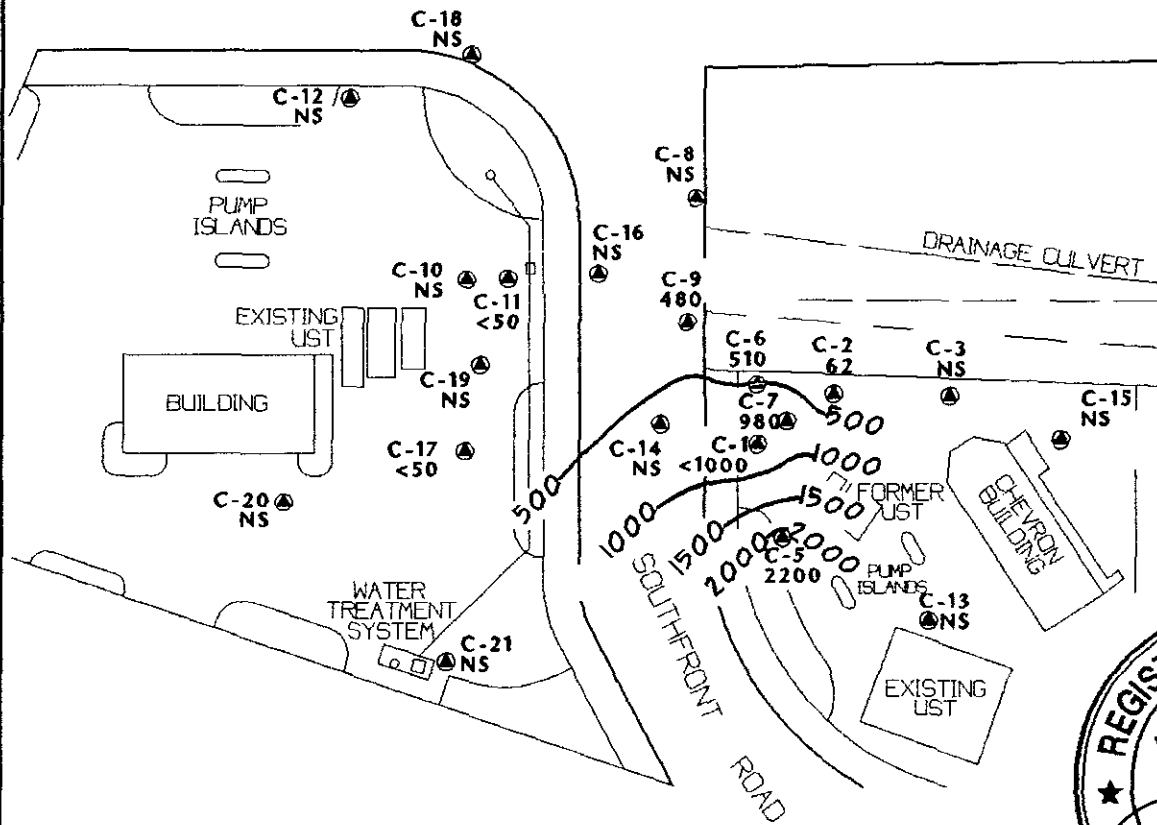 C-18
NS
C-12
NS
PUMP
ISLANDS
C-8
NS
C-16
NS
DRAINAGE CULVERT
C-10
NS
C-11
<50
C-9
480
EXISTING
UST
C-6
510
C-2
62
C-3
NS
C-19
NS
BUILDING
C-7
980
500
C-15
NS
C-14
NS
C-1
<1000
C-17
<50
1000
500
C-20
NS
FORMER
UST
1500
CHEVRON
BUILDING
1000
1500
2000
2000
C-5
2200
SOUTHFRONT ROAD
PUMP
ISLANDS
WATER
TREATMENT
SYSTEM
C-13
NS
C-21
NS
EXISTING
UST